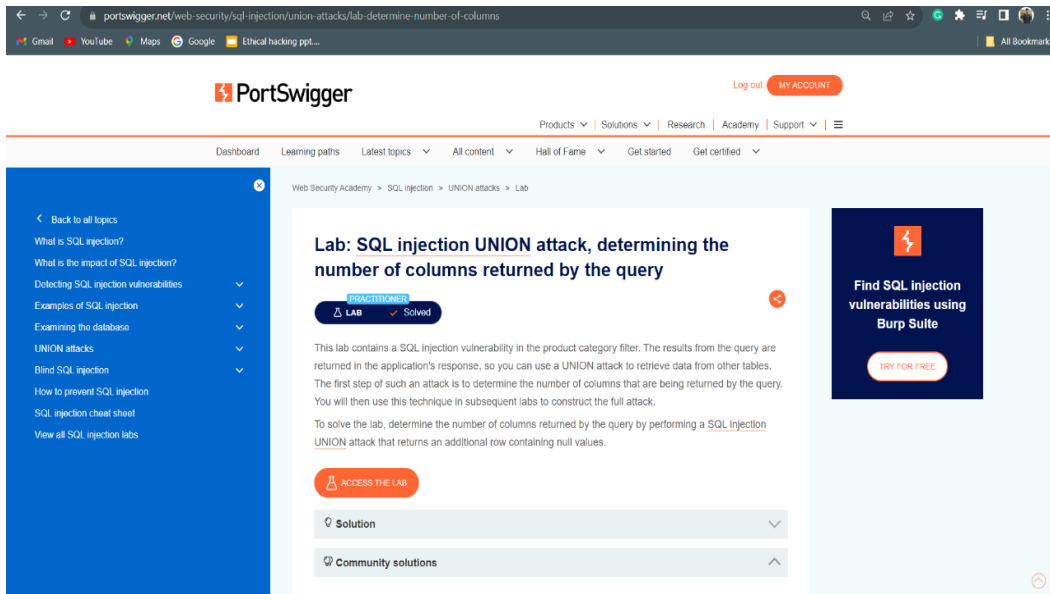 portswigger.net/web-security/sql-injection/union-attacks/lab-determine-number-of-columns
Gmail YouTube Maps Google Ethical hacking ppt.... All Bookmark
PortSwigger
Log out MY ACCOUNT
Products | Solutions | Research | Academy | Support |
Dashboard Learning paths Latest topics All content Hall of Fame Get started Get certified
Web Security Academy > SQL injection > UNION attacks > Lab
Back to all topics
What is SQL injection?
What is the impact of SQL injection?
Detecting SQL injection vulnerabilities
Examples of SQL injection
Examining the database
UNION attacks
Blind SQL injection
How to prevent SQL injection
SQL injection cheat sheet
View all SQL injection labs
Lab: SQL injection UNION attack, determining the
number of columns returned by the query
PRACTITIONER
LAB Solved
This lab contains a SQL injection vulnerability in the product category filter. The results from the query are
returned in the application's response, so you can use a UNION attack to retrieve data from other tables.
The first step of such an attack is to determine the number of columns that are being returned by the query.
You will then use this technique in subsequent labs to construct the full attack.
To solve the lab, determine the number of columns returned by the query by performing a SQL injection
UNION attack that returns an additional row containing null values.
ACCESS THE LAB
Solution
Community solutions
Find SQL injection
vulnerabilities using
Burp Suite
TRY FOR FREE